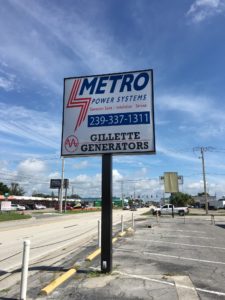 METRO
POWER SYSTEMS
Generator Sales / Installation Service
239-337-1311
GILLETTE
GENERATORS